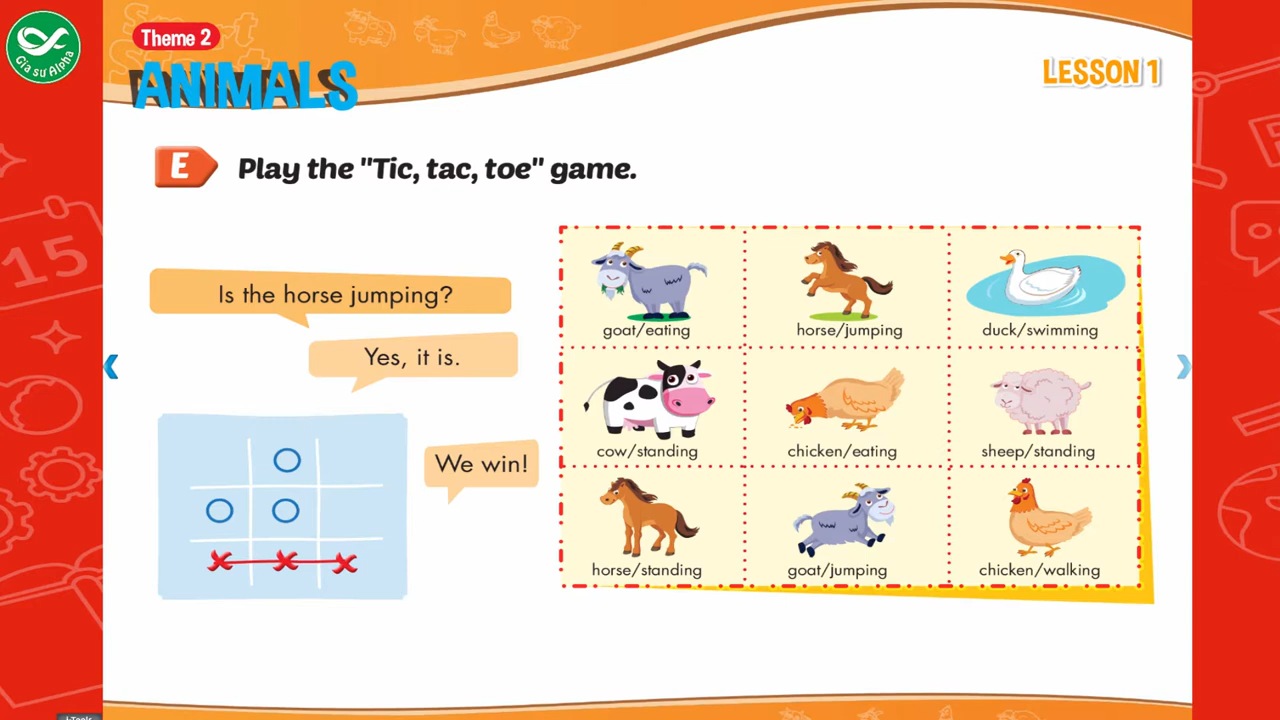 Gia sư Alpha
Theme 2
ANIMALS
LESSON 1
E
Play the "Tic, tac, toe" game.
Is the horse jumping?
Yes, it is.
We win!
goat/eating
horse/jumping
duck/swimming
cow/standing
chicken/eating
sheep/standing
horse/standing
goat/jumping
chicken/walking
15